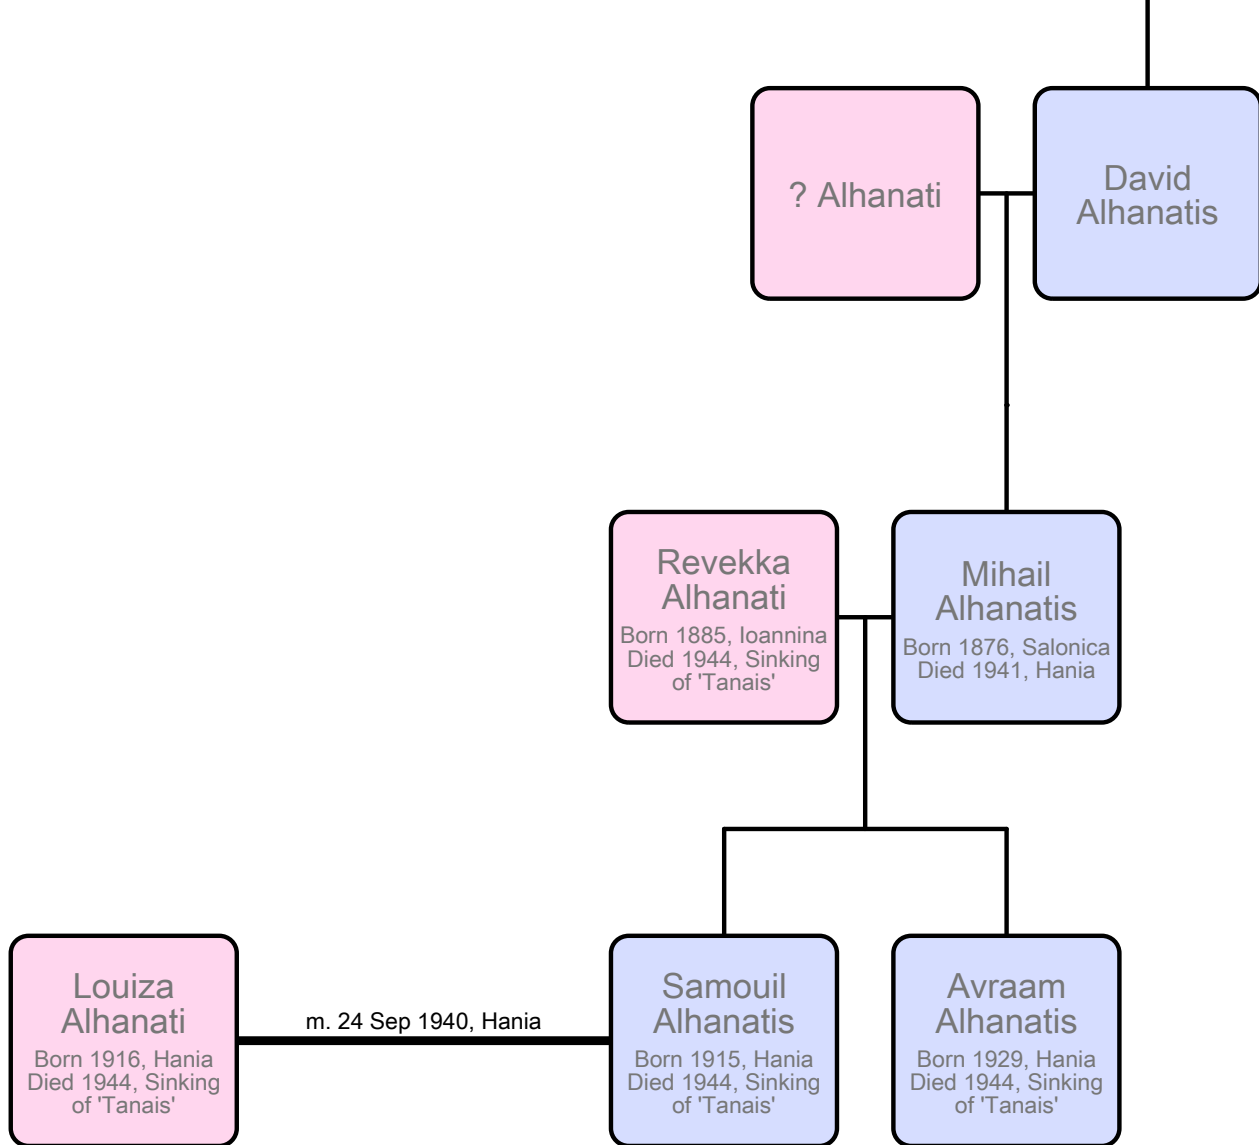 ? Alhanati
David
Alhanatis
Revekka
Alhanati
Born 1885, Ioannina
Died 1944, Sinking
of 'Tanais'
Mihail
Alhanatis
Born 1876, Salonica
Died 1941, Hania
Louiza
Alhanati
Born 1916, Hania
Died 1944, Sinking
of 'Tanais'
m. 24 Sep 1940, Hania
Samouil
Alhanatis
Born 1915, Hania
Died 1944, Sinking
of 'Tanais'
Avraam
Alhanatis
Born 1929, Hania
Died 1944, Sinking
of 'Tanais'